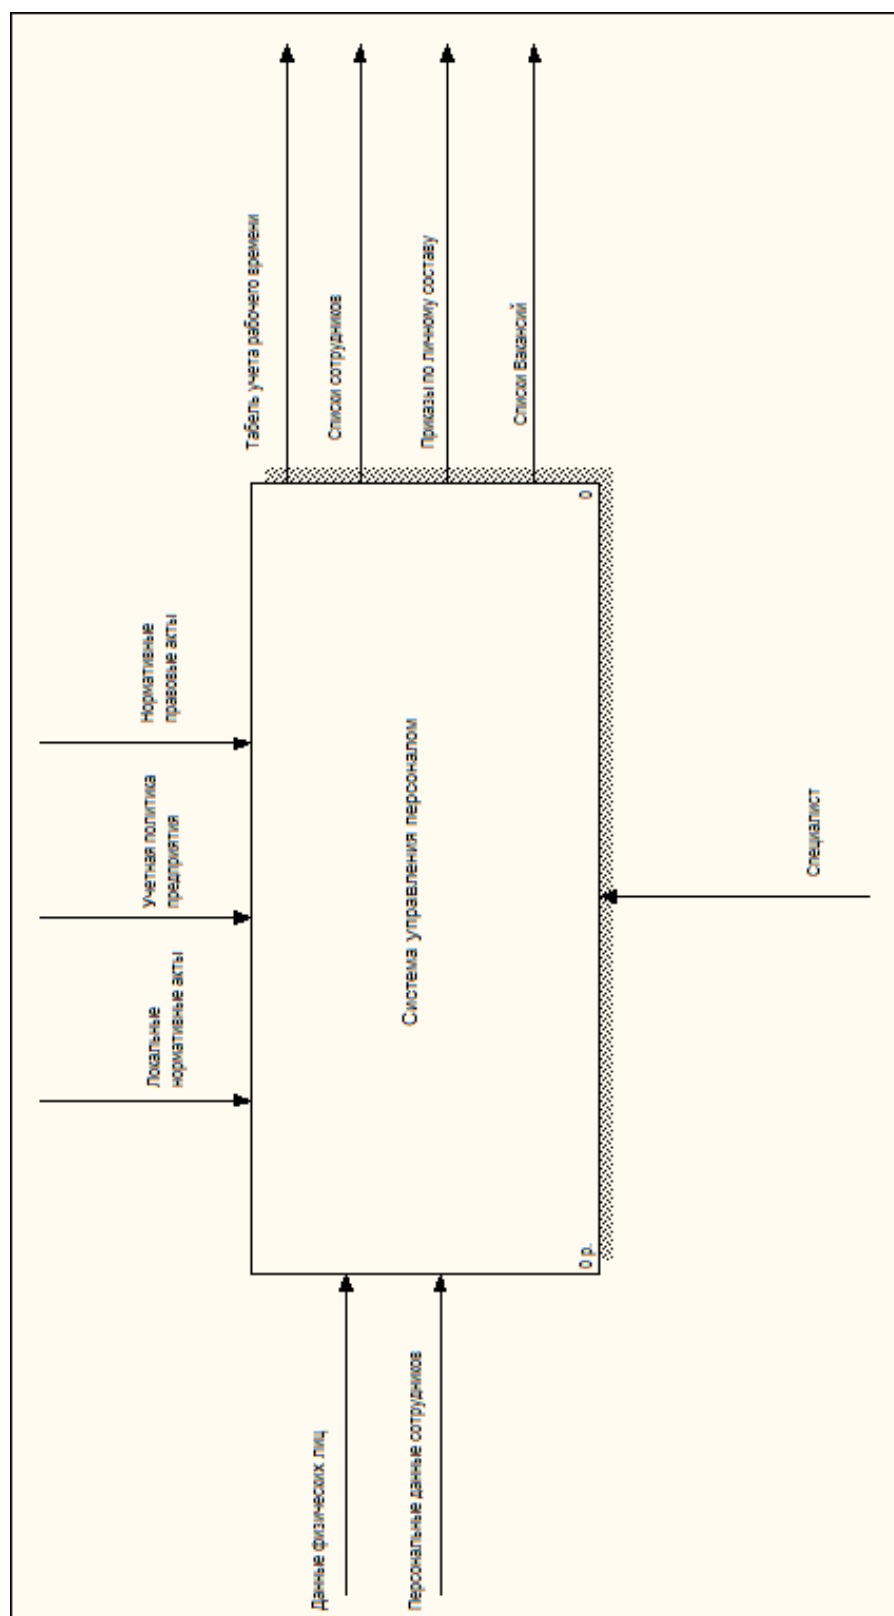 Локальные
нормативные акты
Учетная политика
предприятия
Нормативные
правовые акты
Данные физических лиц
Персональные данные сотрудников
Система управления персоналом
0 р.
0
Табель учета рабочего времени
Списки сотрудников
Приказы по личному составу
Списки Вакансий
Специалист